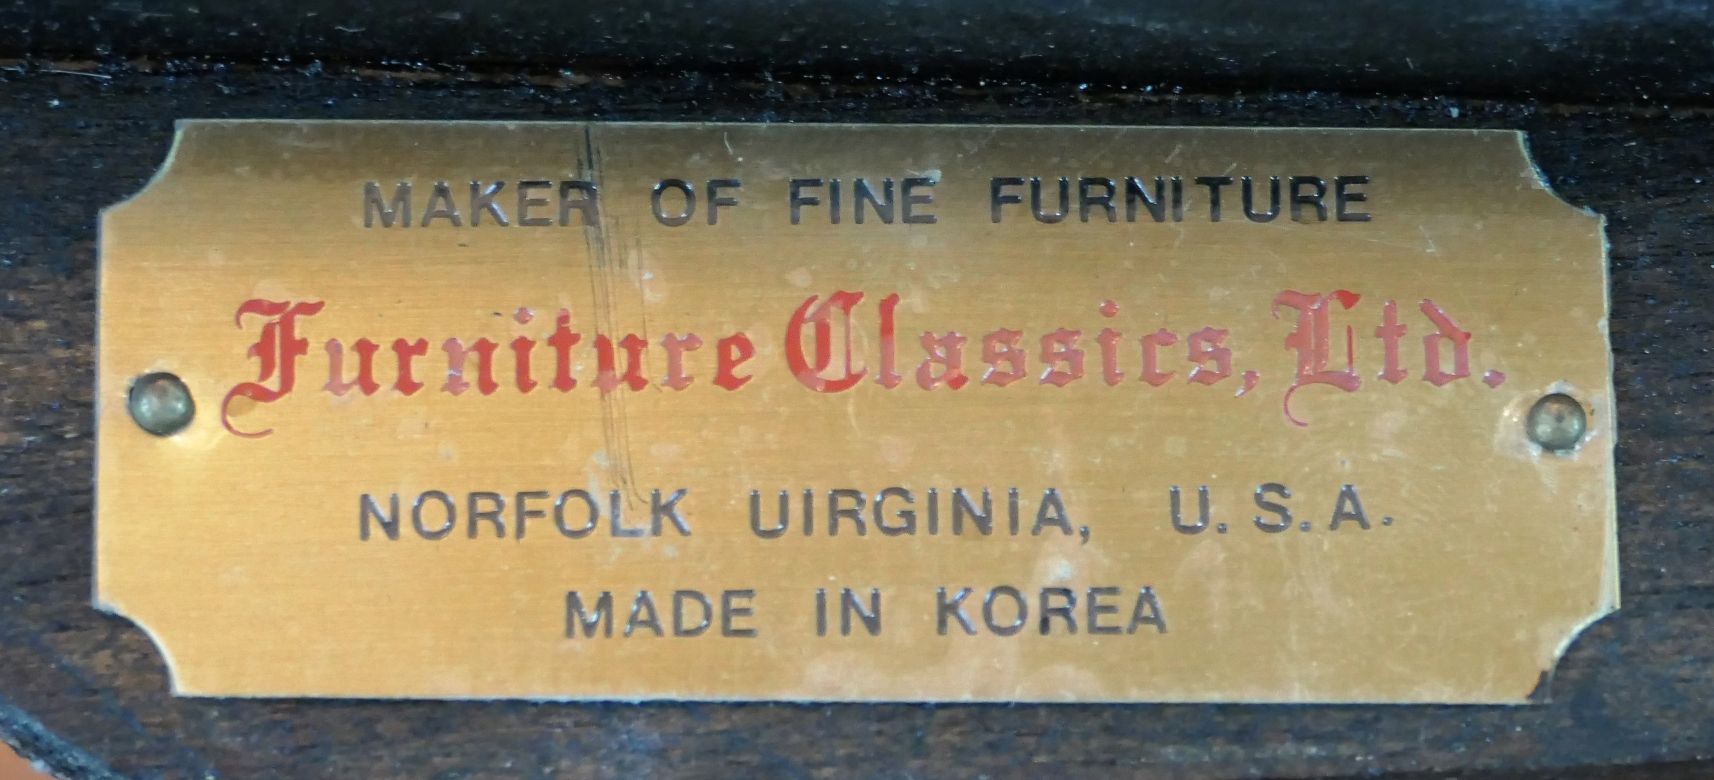 MAKER OF FINE FURNITURE
Furniture Classics, Ltd.
NORFOLK UIRGINIA, U.S.A.
MADE IN KOREA